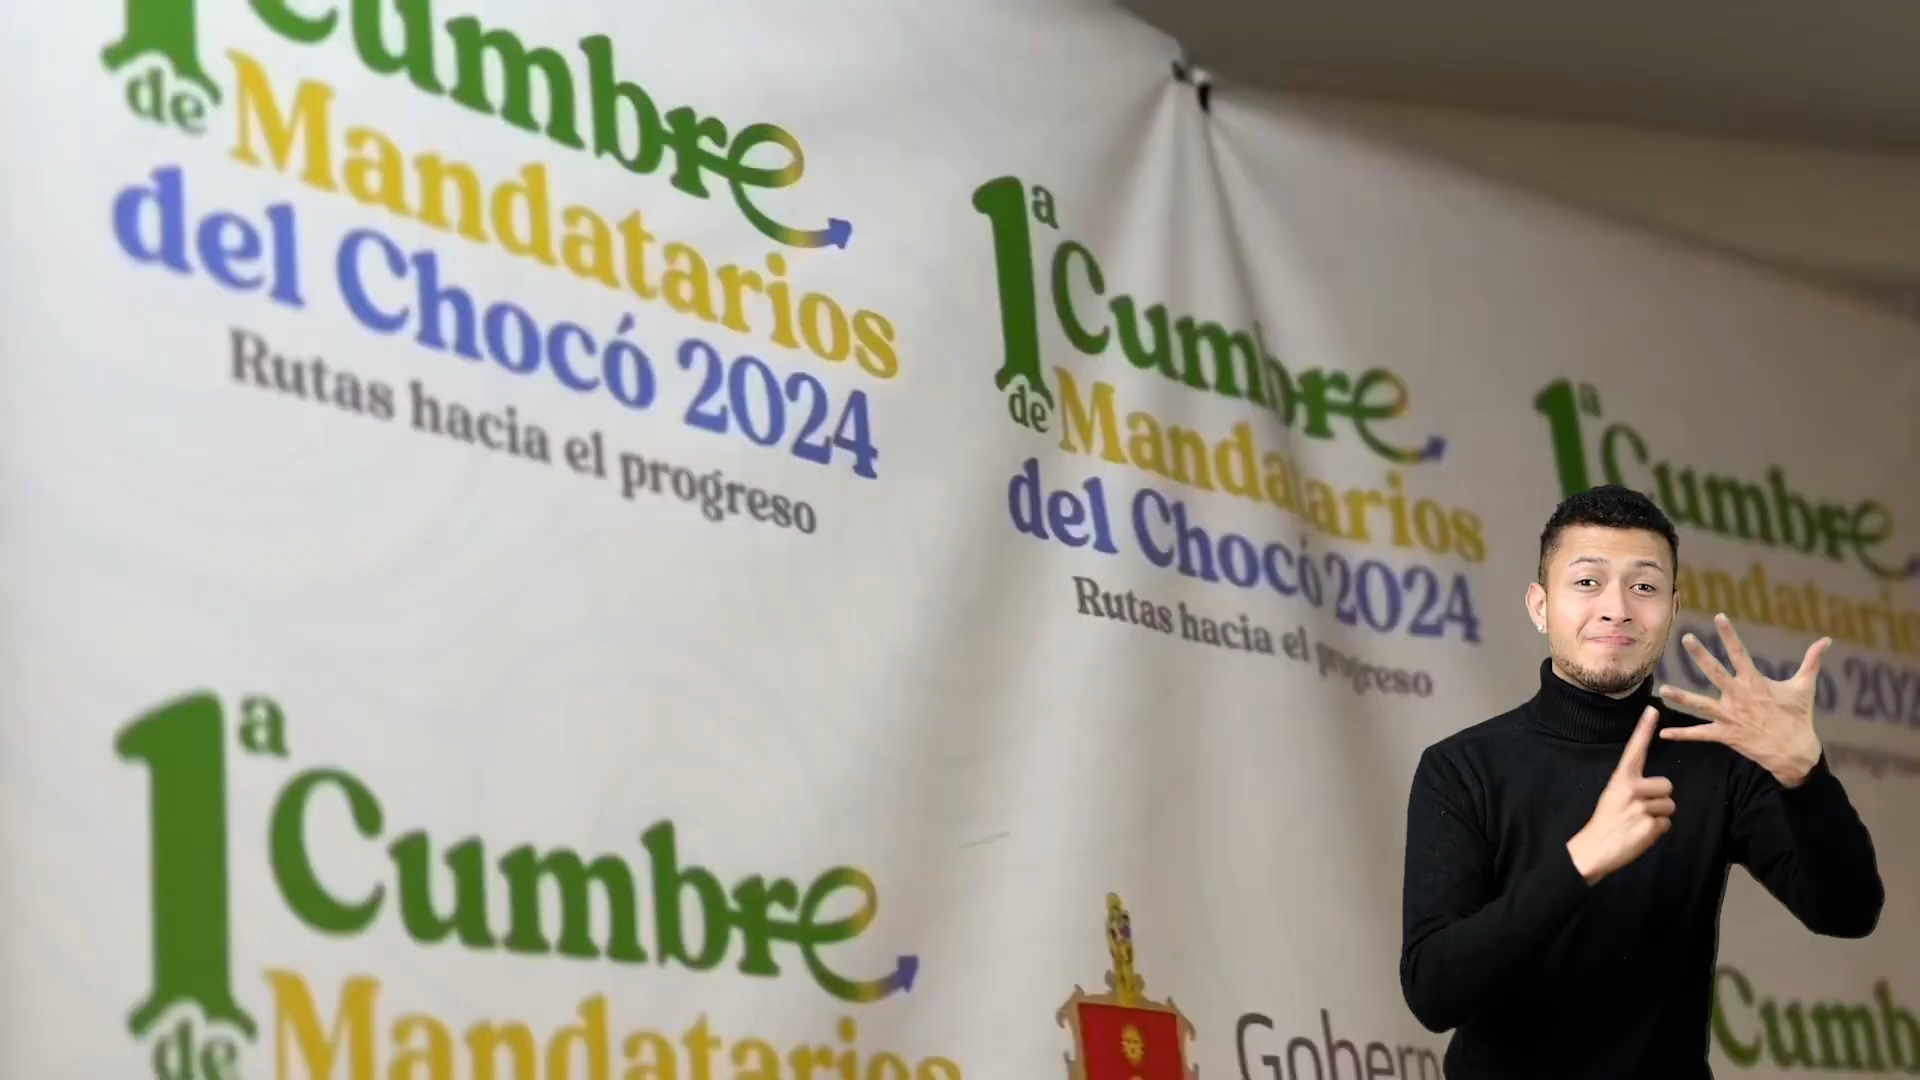 Cumbre
de Mandatarios
del Chocó 2024
Rutas hacia el progreso
1a Cumbre
de Mandatarios
del Chocó 2024
Rutas hacia el progreso
1a Cumbre
1a Cumbre
de Mandatarios
Cumbre